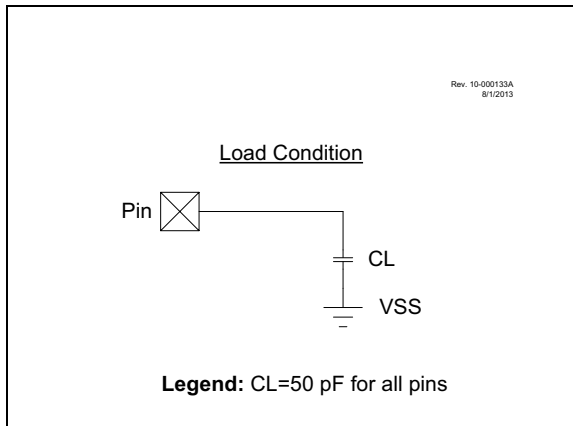 Rev. 10-000133A
8/1/2013
Load Condition
Pin
CL
VSS
Legend: CL=50 pF for all pins